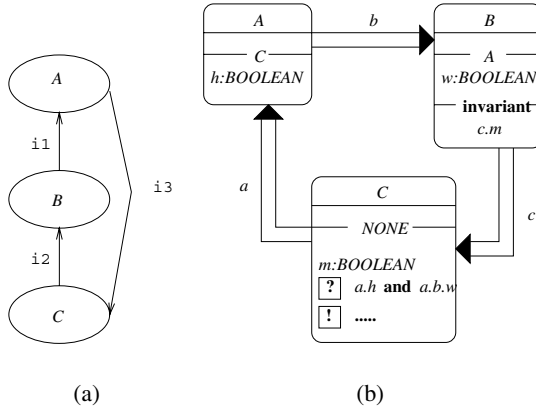 A
i1
i3
B
i2
C
(a)
A
C
h:BOOLEAN
b
B
A
w:BOOLEAN
invariant
c.m
a
c
C
NONE
m:BOOLEAN
? a.h and a.b.w
! .....
(b)